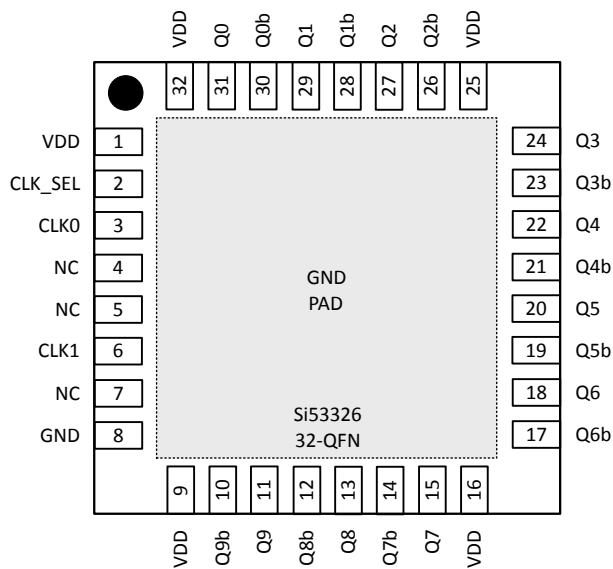 VDD
Q0
Q0b
Q1
Q1b
Q2
Q2b
VDD
32
31
30
29
28
27
26
25
VDD 1
CLK_SEL 2
CLK0 3
NC 4
NC 5
CLK1 6
NC 7
GND 8
24 Q3
23 Q3b
22 Q4
21 Q4b
20 Q5
19 Q5b
18 Q6
17 Q6b
GND
PAD
Si53326
32-QFN
9
10
11
12
13
14
15
16
VDD
Q9b
Q9
Q8b
Q8
Q7b
Q7
VDD